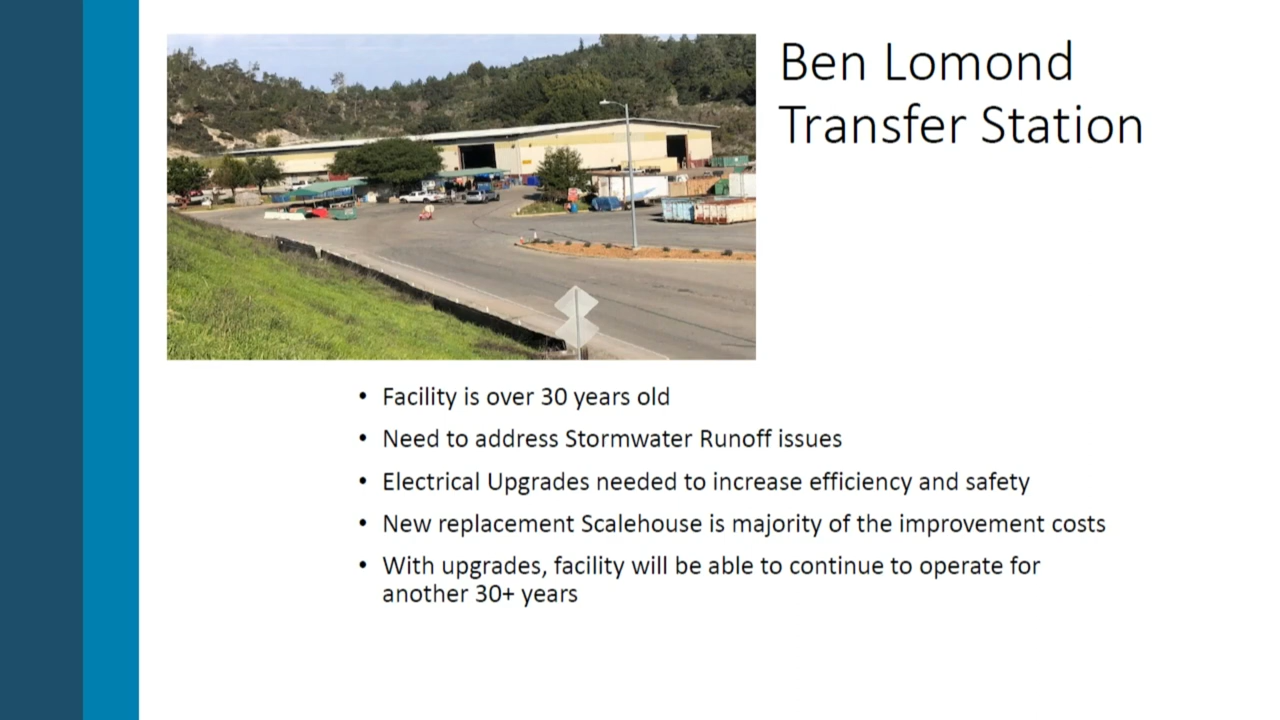 Ben Lomond
Transfer Station
• Facility is over 30 years old
• Need to address Stormwater Runoff issues
• Electrical Upgrades needed to increase efficiency and safety
• New replacement Scalehouse is majority of the improvement costs
• With upgrades, facility will be able to continue to operate for
another 30+ years